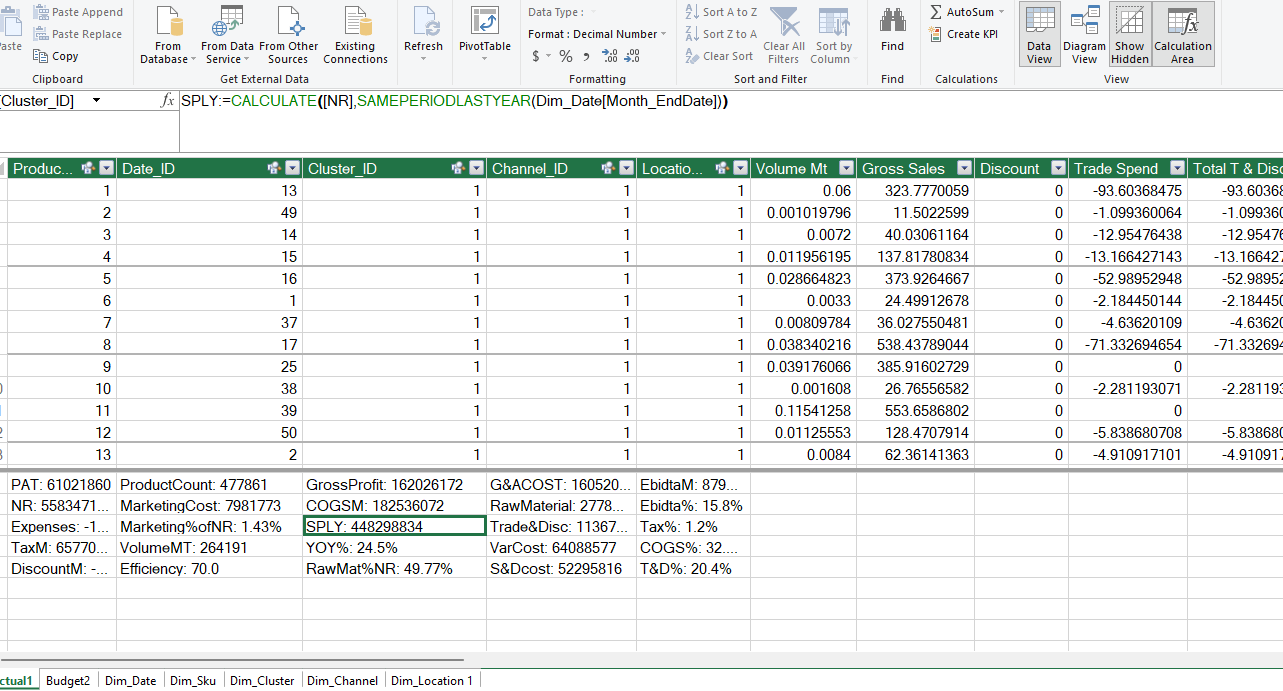 Paste Append
Paste Replace
Copy
Clipboard
From Database
From Data Service
From Other Sources
Existing Connections
Get External Data
Refresh
PivotTable
Data Type :
Format : Decimal Number
$ % , .00 .00
Formatting
Sort A to Z
Sort Z to A
Clear Sort
Clear All Filters
Sort by Column
Sort and Filter
Find
Find
AutoSum
Create KPI
Calculations
Data View
Diagram View
Show Hidden
Calculation Area
View
[Cluster_ID] fx SPLY:=CALCULATE([NR],SAMEPERIODLASTYEAR(Dim_Date[Month_EndDate]))
Produc... Date_ID Cluster_ID Channel_ID Locatio... Volume Mt Gross Sales Discount Trade Spend Total T & Disc
1 13 1 1 1 0.06 323.7770059 0 -93.60368475 -93.60368
2 49 1 1 1 0.001019796 11.5022599 0 -1.099360064 -1.099360
3 14 1 1 1 0.0072 40.03061164 0 -12.95476438 -12.95476
4 15 1 1 1 0.011956195 137.81780834 0 -13.166427143 -13.166427
5 16 1 1 1 0.028664823 373.9264667 0 -52.98952948 -52.98952
6 1 1 1 1 0.0033 24.49912678 0 -2.184450144 -2.184450
7 37 1 1 1 0.00809784 36.027550481 0 -4.63620109 -4.63620
8 17 1 1 1 0.038340216 538.43789044 0 -71.332694654 -71.332694
9 25 1 1 1 0.039176066 385.91602729 0 0
10 38 1 1 1 0.001608 26.76556582 0 -2.281193071 -2.281193
11 39 1 1 1 0.11541258 553.6586802 0 0
12 50 1 1 1 0.01125553 128.4707914 0 -5.838680708 -5.838680
13 2 1 1 1 0.0084 62.36141363 0 -4.910917101 -4.910917
PAT: 61021860 ProductCount: 477861 GrossProfit: 162026172 G&ACOST: 160520... EbidtaM: 879...
NR: 5583471... MarketingCost: 7981773 COGSM: 182536072 RawMaterial: 2778... Ebidta%: 15.8%
Expenses: -1... Marketing%ofNR: 1.43% SPLY: 448298834 Trade&Disc: 11367... Tax%: 1.2%
TaxM: 65770... VolumeMT: 264191 YOY%: 24.5% VarCost: 64088577 COGS%: 32....
DiscountM: -... Efficiency: 70.0 RawMat%NR: 49.77% S&Dcost: 52295816 T&D%: 20.4%
ctual1 Budget2 Dim_Date Dim_Sku Dim_Cluster Dim_Channel Dim_Location 1